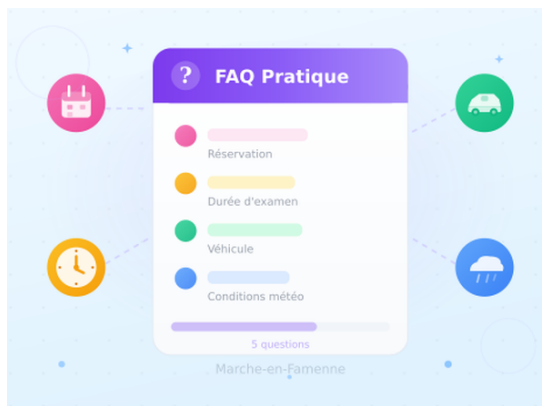 ? FAQ Pratique
Réservation
Durée d'examen
Véhicule
Conditions météo
5 questions
Marche-en-Famenne